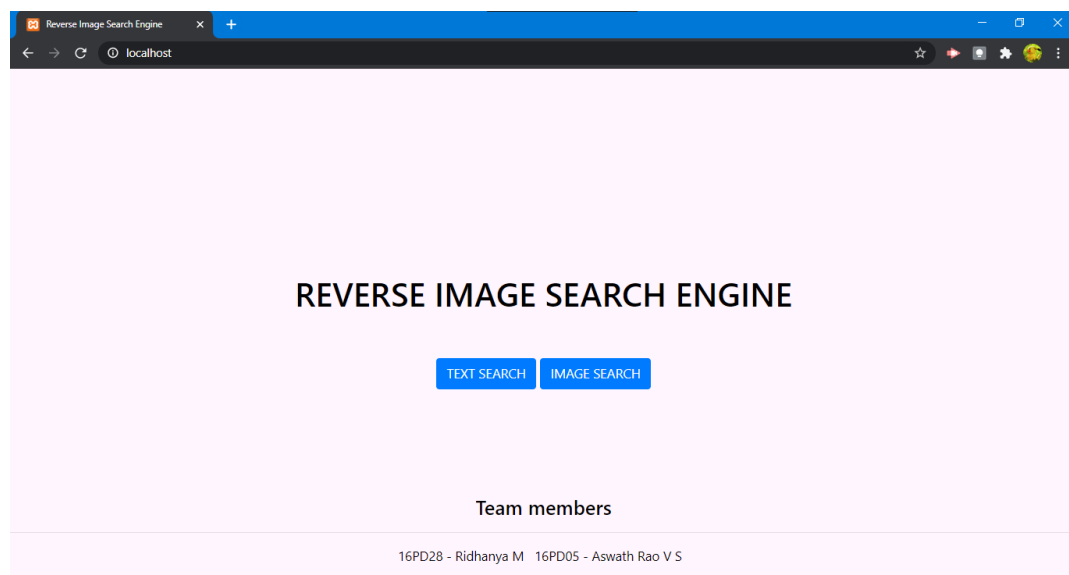 Reverse Image Search Engine
localhost
REVERSE IMAGE SEARCH ENGINE
TEXT SEARCH IMAGE SEARCH
Team members
16PD28 - Ridhanya M 16PD05 - Aswath Rao V S